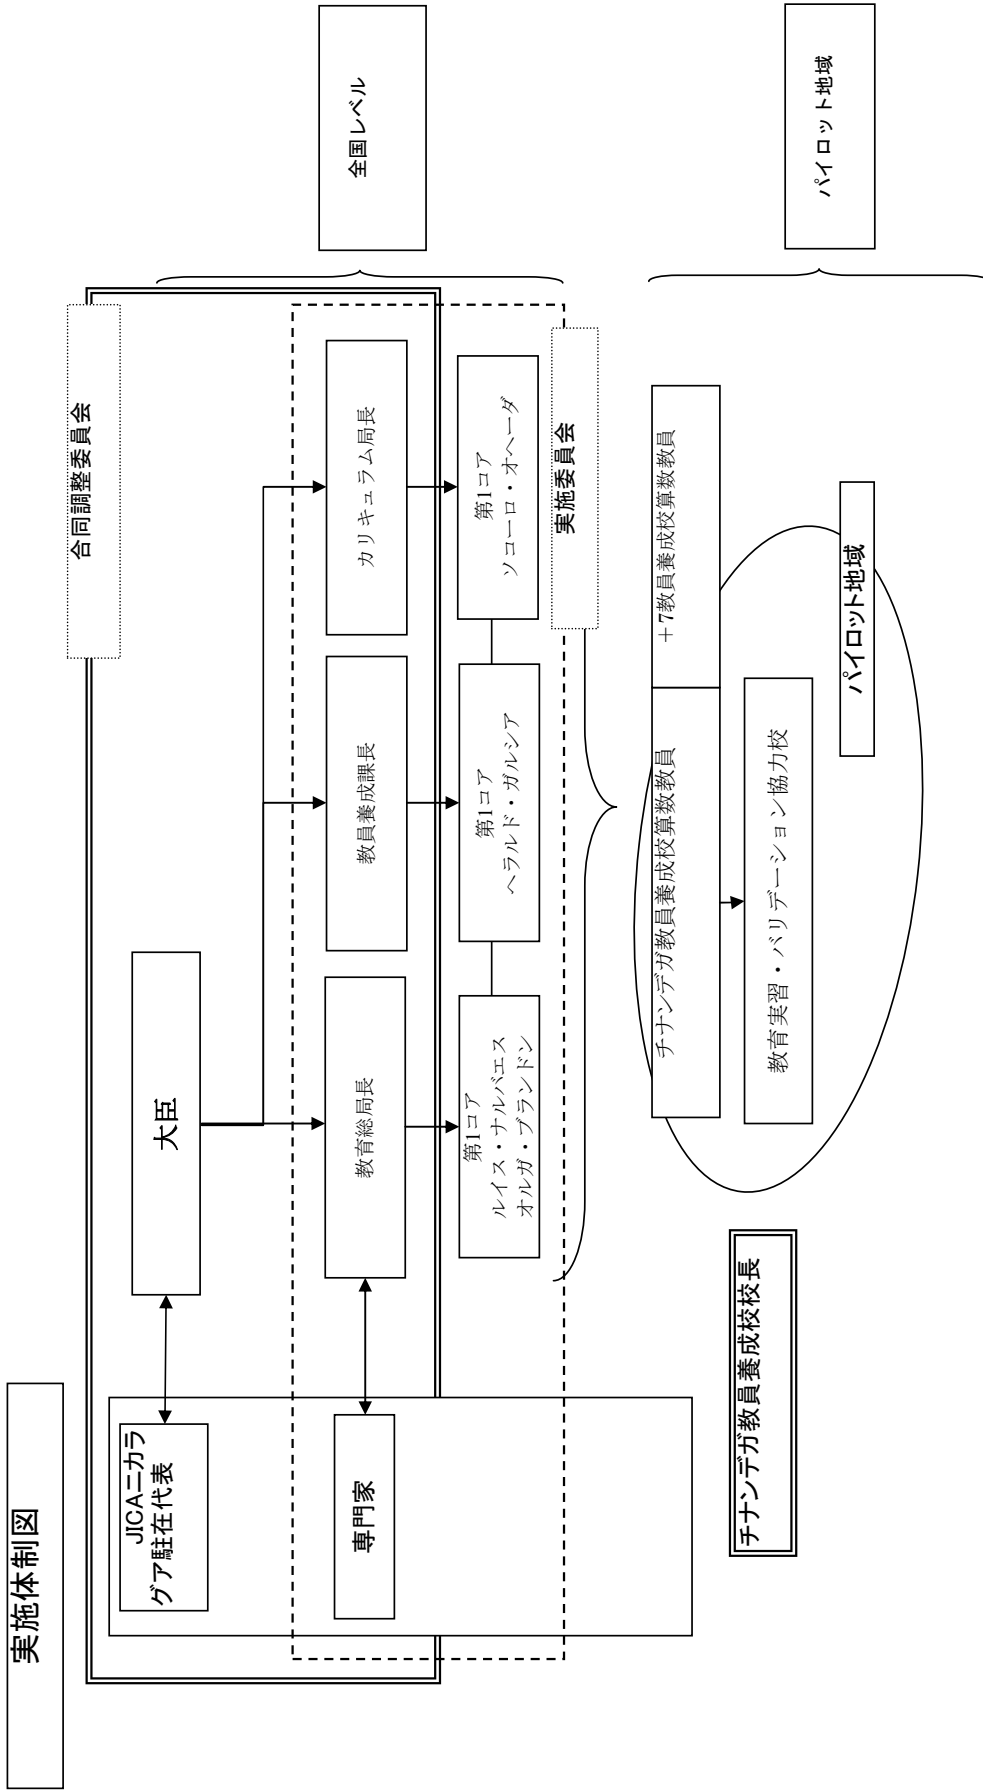 実施体制図
合同調整委員会
JICAニカラ
グア駐在代表
大臣
全国レベル
専門家
教育総局長
教員養成課長
カリキュラム局長
第1コア
ルイス・ナルバエス
オルガ・ブランドン
第1コア
ヘラルド・ガルシア
第1コア
ソコーロ・オヘーダ
実施委員会
チナンデガ教員養成校算数教員
+7教員養成校算数教員
パイロット地域
チナンデガ教員養成校校長
教育実習・バリデーション協力校
パイロット地域